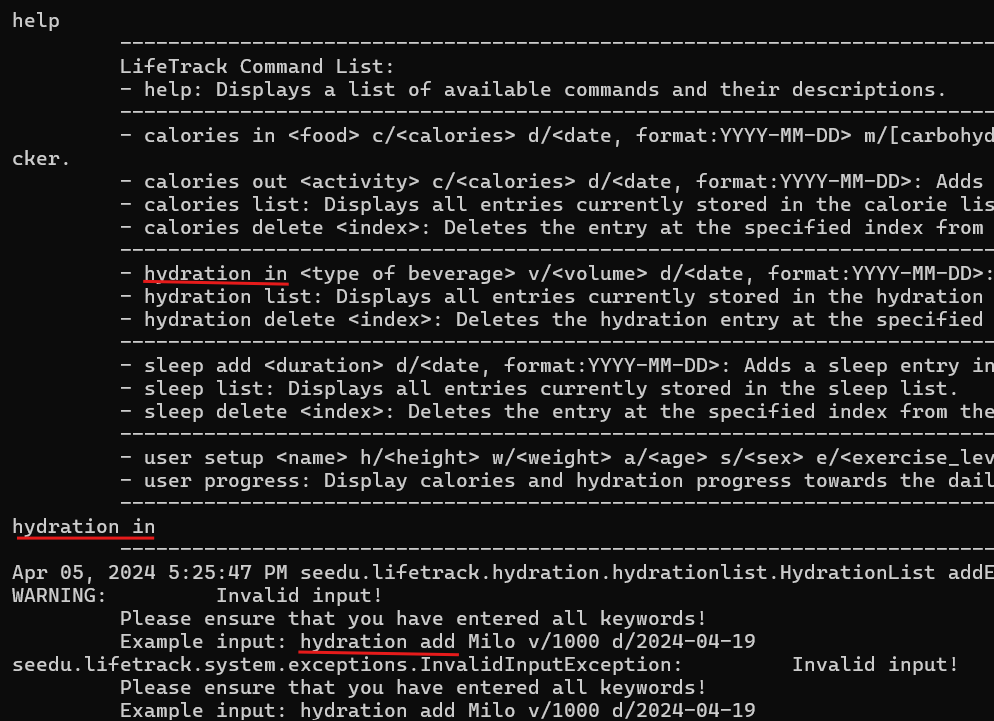 help
--------------------------------------------------------------------------
LifeTrack Command List:
- help: Displays a list of available commands and their descriptions.
--------------------------------------------------------------------------
- calories in <food> c/<calories> d/<date, format:YYYY-MM-DD> m/[carbohyd
cker.
- calories out <activity> c/<calories> d/<date, format:YYYY-MM-DD>: Adds
- calories list: Displays all entries currently stored in the calorie lis
- calories delete <index>: Deletes the entry at the specified index from
--------------------------------------------------------------------------
- hydration in <type of beverage> v/<volume> d/<date, format:YYYY-MM-DD>:
- hydration list: Displays all entries currently stored in the hydration
- hydration delete <index>: Deletes the hydration entry at the specified
--------------------------------------------------------------------------
- sleep add <duration> d/<date, format:YYYY-MM-DD>: Adds a sleep entry in
- sleep list: Displays all entries currently stored in the sleep list.
- sleep delete <index>: Deletes the entry at the specified index from the
--------------------------------------------------------------------------
- user setup <name> h/<height> w/<weight> a/<age> s/<sex> e/<exercise_lev
- user progress: Display calories and hydration progress towards the dail
--------------------------------------------------------------------------
hydration in
--------------------------------------------------------------------------
Apr 05, 2024 5:25:47 PM seedu.lifetrack.hydration.hydrationlist.HydrationList addE
WARNING: Invalid input!
Please ensure that you have entered all keywords!
Example input: hydration add Milo v/1000 d/2024-04-19
seedu.lifetrack.system.exceptions.InvalidInputException: Invalid input!
Please ensure that you have entered all keywords!
Example input: hydration add Milo v/1000 d/2024-04-19